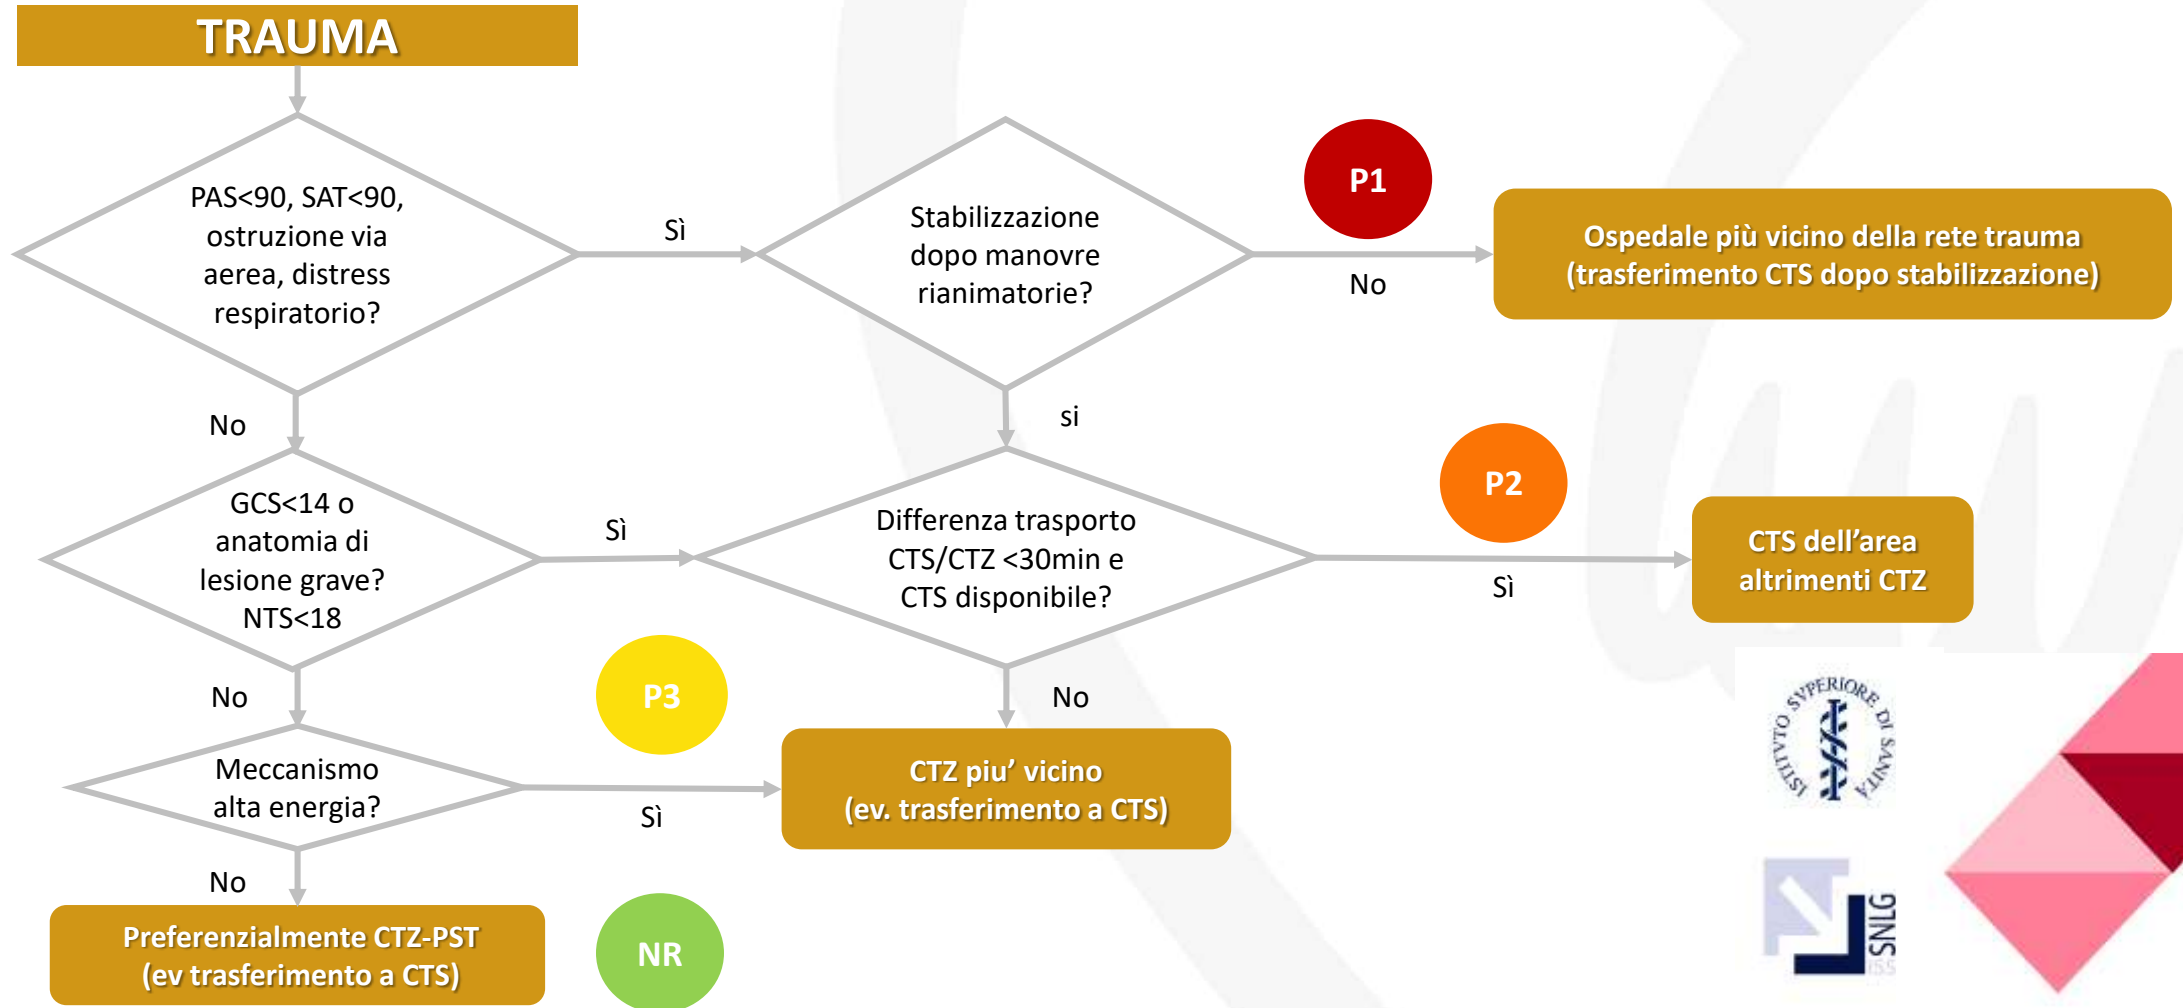 TRAUMA
PAS<90, SAT<90,
ostruzione via
aerea, distress
respiratorio?
Sì
Stabilizzazione
dopo manovre
rianimatorie?
P1
No
Ospedale più vicino della rete trauma
(trasferimento CTS dopo stabilizzazione)
No
si
GCS<14 o
anatomia di
lesione grave?
NTS<18
Sì
Differenza trasporto
CTS/CTZ <30min e
CTS disponibile?
P2
Sì
CTS dell’area
altrimenti CTZ
No
P3
No
Meccanismo
alta energia?
Sì
CTZ piu’ vicino
(ev. trasferimento a CTS)
No
Preferenzialmente CTZ-PST
(ev trasferimento a CTS)
NR
ISTITVTO SVPERIORE DI SANITÀ
SNLG
ISS